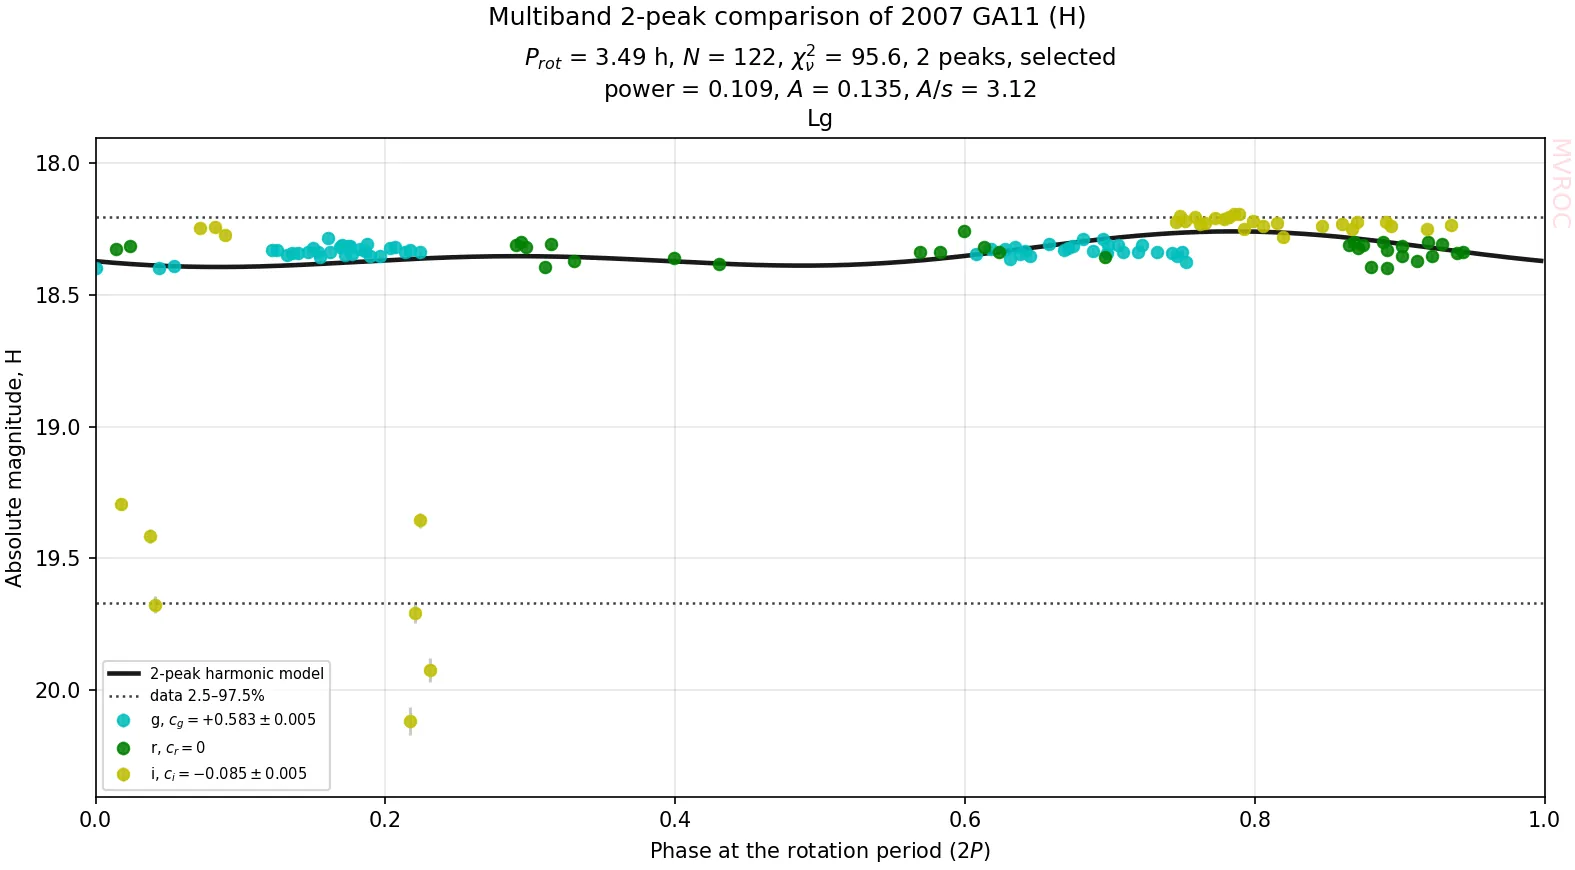 Multiband 2-peak comparison of 2007 GA11 (H)
P_rot = 3.49 h, N = 122, χ²_ν = 95.6, 2 peaks, selected
power = 0.109, A = 0.135, A/s = 3.12
Lg
MVROC
18.0
18.5
19.0
19.5
20.0
Absolute magnitude, H
2-peak harmonic model
data 2.5–97.5%
g, c_g = +0.583 ± 0.005
r, c_r = 0
i, c_i = −0.085 ± 0.005
0.0 0.2 0.4 0.6 0.8 1.0
Phase at the rotation period (2P)